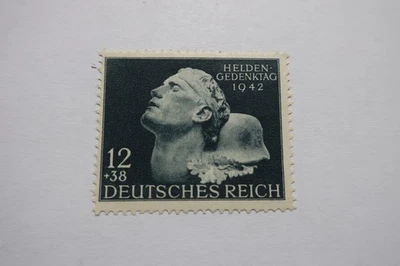 HELDEN-
GEDENKTAG
1942
12
+38
DEUTSCHES REICH